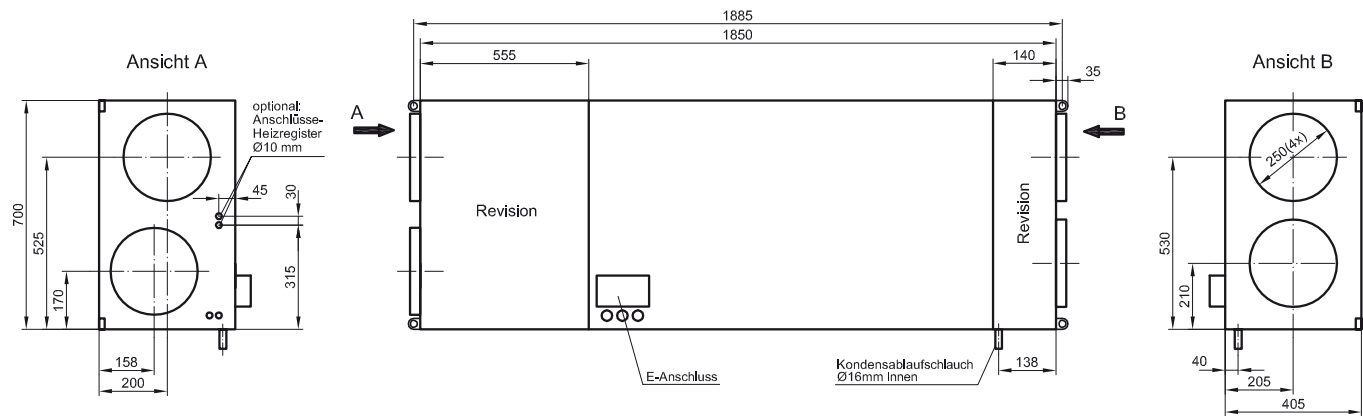 Ansicht A
optional:
Anschlüsse-
Heizregister
Ø10 mm
45
30
700
525
170
315
158
200
1885
1850
555
140
35
A
B
Revision
Revision
E-Anschluss
Kondensablaufschlauch
Ø16mm Innen
138
Ansicht B
250(4x)
530
210
40
205
405